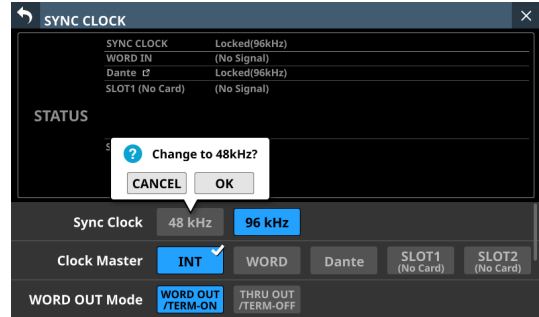 SYNC CLOCK
SYNC CLOCK Locked(96kHz)
WORD IN (No Signal)
Dante Locked(96kHz)
SLOT1 (No Card) (No Signal)
STATUS
S
Change to 48kHz?
CANCEL OK
Sync Clock 48 kHz 96 kHz
Clock Master INT WORD Dante SLOT1 (No Card) SLOT2 (No Card)
WORD OUT Mode WORD OUT /TERM-ON THRU OUT /TERM-OFF